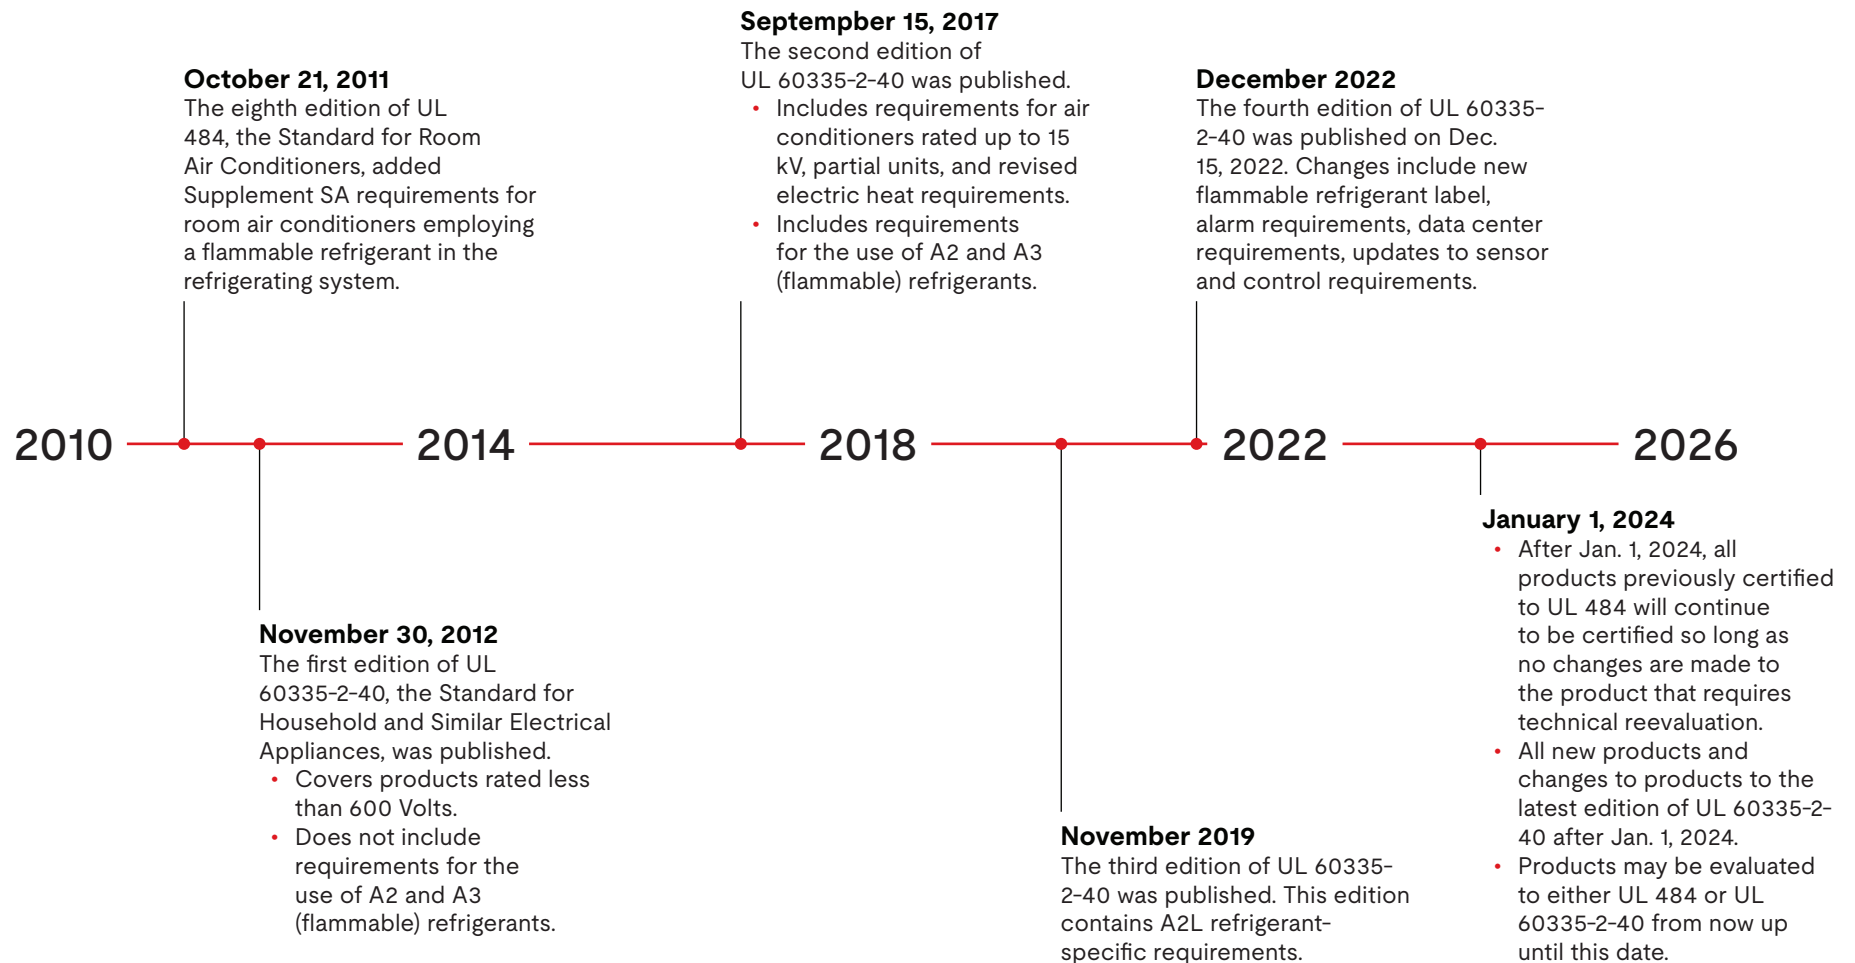 October 21, 2011
The eighth edition of UL
484, the Standard for Room
Air Conditioners, added
Supplement SA requirements for
room air conditioners employing
a flammable refrigerant in the
refrigerating system.
Septempber 15, 2017
The second edition of
UL 60335-2-40 was published.
• Includes requirements for air
conditioners rated up to 15
kV, partial units, and revised
electric heat requirements.
• Includes requirements
for the use of A2 and A3
(flammable) refrigerants.
December 2022
The fourth edition of UL 60335-
2-40 was published on Dec.
15, 2022. Changes include new
flammable refrigerant label,
alarm requirements, data center
requirements, updates to sensor
and control requirements.
2010
2014
2018
2022
2026
November 30, 2012
The first edition of UL
60335-2-40, the Standard for
Household and Similar Electrical
Appliances, was published.
• Covers products rated less
than 600 Volts.
• Does not include
requirements for the
use of A2 and A3
(flammable) refrigerants.
November 2019
The third edition of UL 60335-
2-40 was published. This edition
contains A2L refrigerant-
specific requirements.
January 1, 2024
• After Jan. 1, 2024, all
products previously certified
to UL 484 will continue
to be certified so long as
no changes are made to
the product that requires
technical reevaluation.
• All new products and
changes to products to the
latest edition of UL 60335-2-
40 after Jan. 1, 2024.
• Products may be evaluated
to either UL 484 or UL
60335-2-40 from now up
until this date.